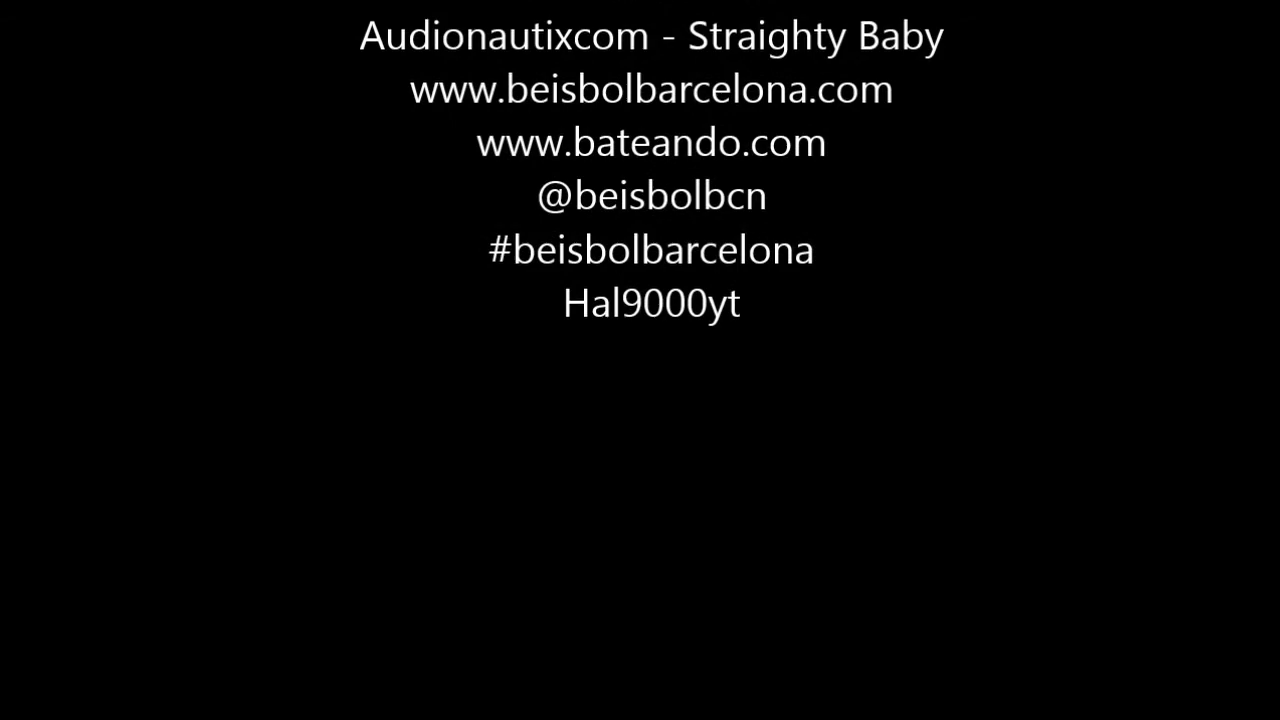 Audionautixcom - Straighty Baby
www.beisbolbarcelona.com
www.bateando.com
@beisbolbcn
#beisbolbarcelona
Hal9000yt